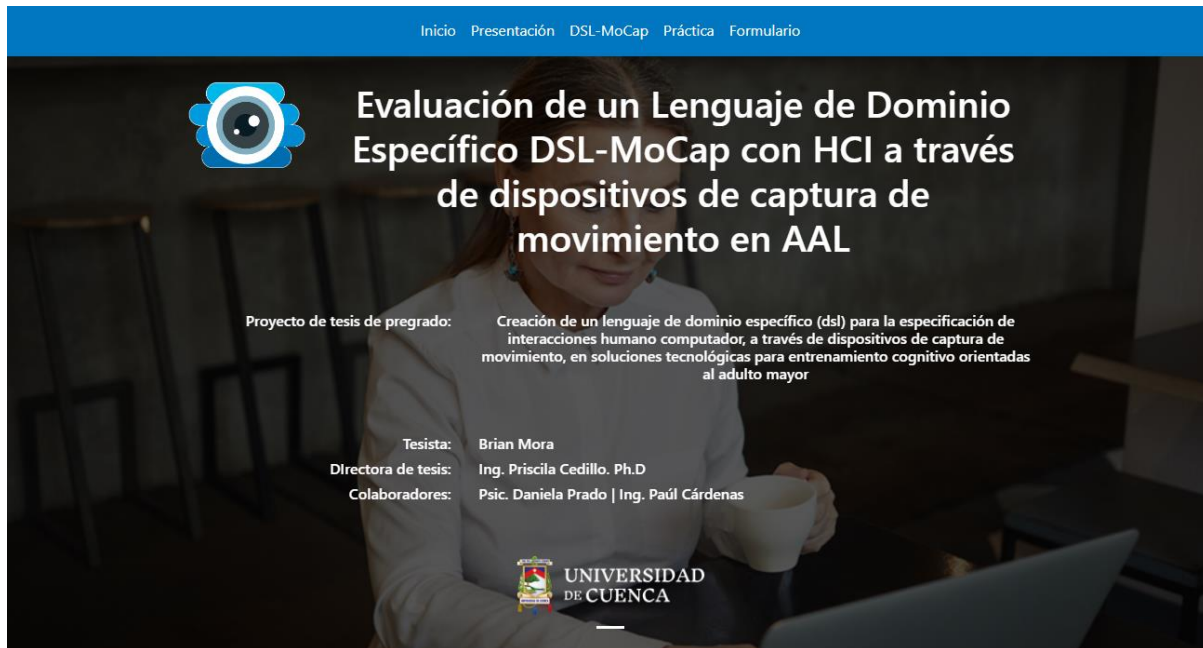 Inicio Presentación DSL-MoCap Práctica Formulario
Evaluación de un Lenguaje de Dominio
Específico DSL-MoCap con HCI a través
de dispositivos de captura de
movimiento en AAL
Proyecto de tesis de pregrado:
Creación de un lenguaje de dominio específico (dsl) para la especificación de
interacciones humano computador, a través de dispositivos de captura de
movimiento, en soluciones tecnológicas para entrenamiento cognitivo orientadas
al adulto mayor
Tesista: Brian Mora
DIrectora de tesis: Ing. Priscila Cedillo. Ph.D
Colaboradores: Psic. Daniela Prado | Ing. Paúl Cárdenas
UNIVERSIDAD
DE CUENCA